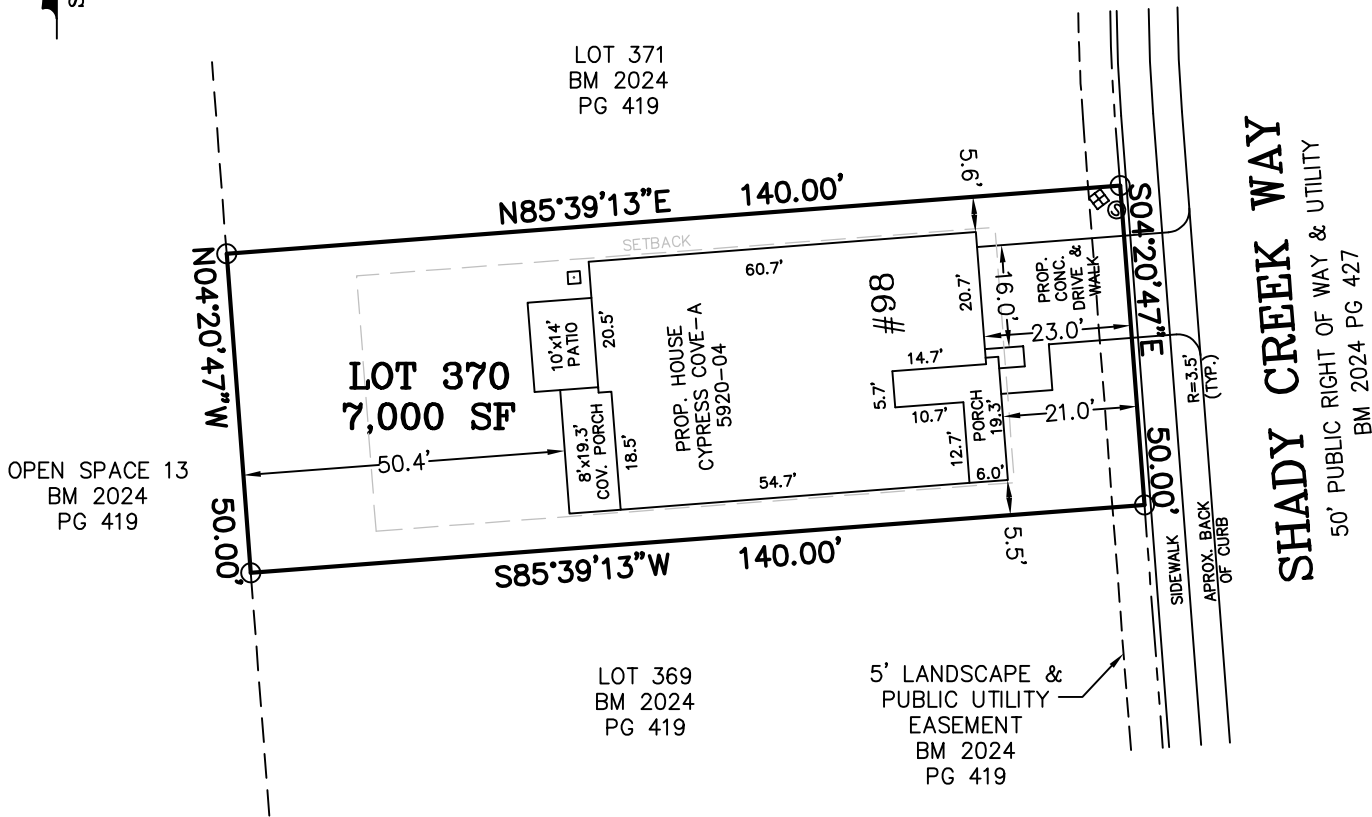 S
LOT 371
BM 2024
PG 419
N85°39'13"E 140.00'
5.6'
S04°20'47"E 50.00'
SETBACK
60.7'
20.7'
#98
16.0'
PROP.
CONC.
DRIVE &
WALK
23.0'
N04°20'47"W 50.00'
10'x14'
PATIO
20.5'
PROP. HOUSE
CYPRESS COVE-A
5920-04
14.7'
5.7'
10.7'
12.7'
PORCH
19.3'
21.0'
6.0'
R=3.5'
(TYP.)
LOT 370
7,000 SF
50.4'
8'x19.3'
COV. PORCH
18.5'
54.7'
5.5'
S85°39'13"W 140.00'
OPEN SPACE 13
BM 2024
PG 419
SIDEWALK
APROX. BACK
OF CURB
SHADY CREEK WAY
50' PUBLIC RIGHT OF WAY & UTILITY
BM 2024 PG 427
LOT 369
BM 2024
PG 419
5' LANDSCAPE &
PUBLIC UTILITY
EASEMENT
BM 2024
PG 419
S